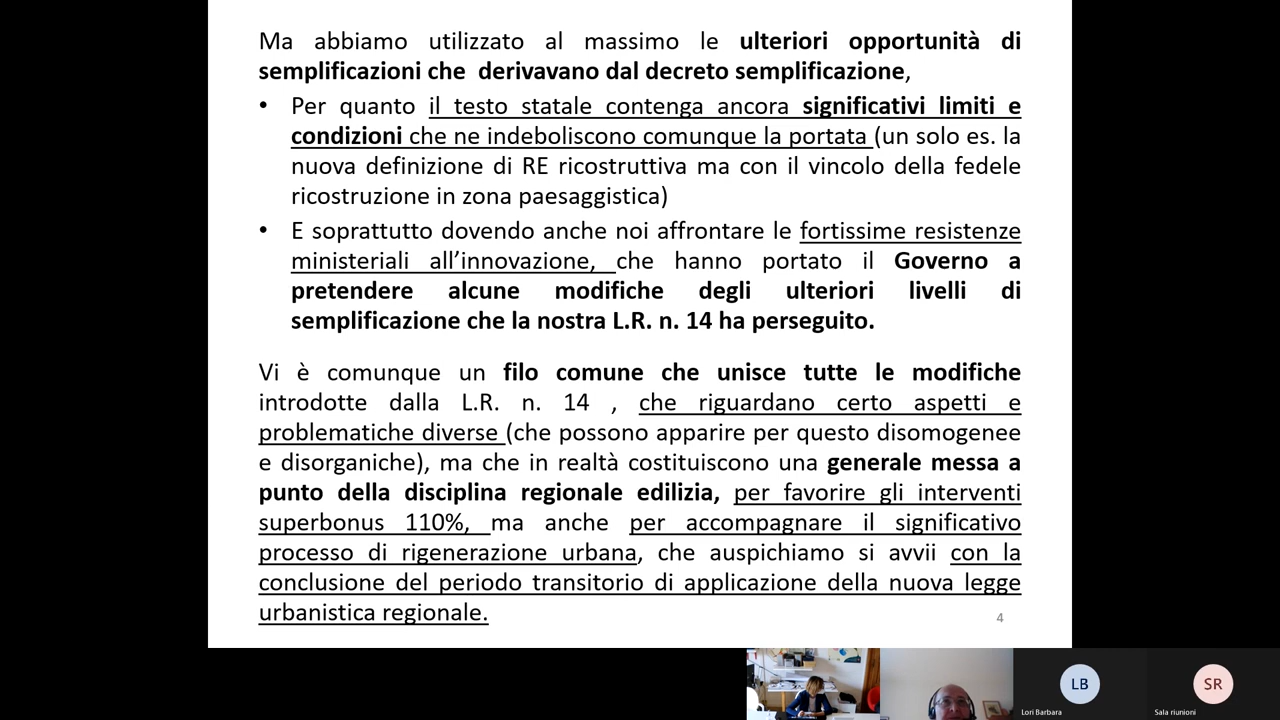 Ma abbiamo utilizzato al massimo le ulteriori opportunità di
semplificazioni che derivavano dal decreto semplificazione,
• Per quanto il testo statale contenga ancora significativi limiti e
condizioni che ne indeboliscono comunque la portata (un solo es. la
nuova definizione di RE ricostruttiva ma con il vincolo della fedele
ricostruzione in zona paesaggistica)
• E soprattutto dovendo anche noi affrontare le fortissime resistenze
ministeriali all’innovazione, che hanno portato il Governo a
pretendere alcune modifiche degli ulteriori livelli di
semplificazione che la nostra L.R. n. 14 ha perseguito.
Vi è comunque un filo comune che unisce tutte le modifiche
introdotte dalla L.R. n. 14 , che riguardano certo aspetti e
problematiche diverse (che possono apparire per questo disomogenee
e disorganiche), ma che in realtà costituiscono una generale messa a
punto della disciplina regionale edilizia, per favorire gli interventi
superbonus 110%, ma anche per accompagnare il significativo
processo di rigenerazione urbana, che auspichiamo si avvii con la
conclusione del periodo transitorio di applicazione della nuova legge
urbanistica regionale.
4
LB
SR
Lori Barbara
Sala riunioni